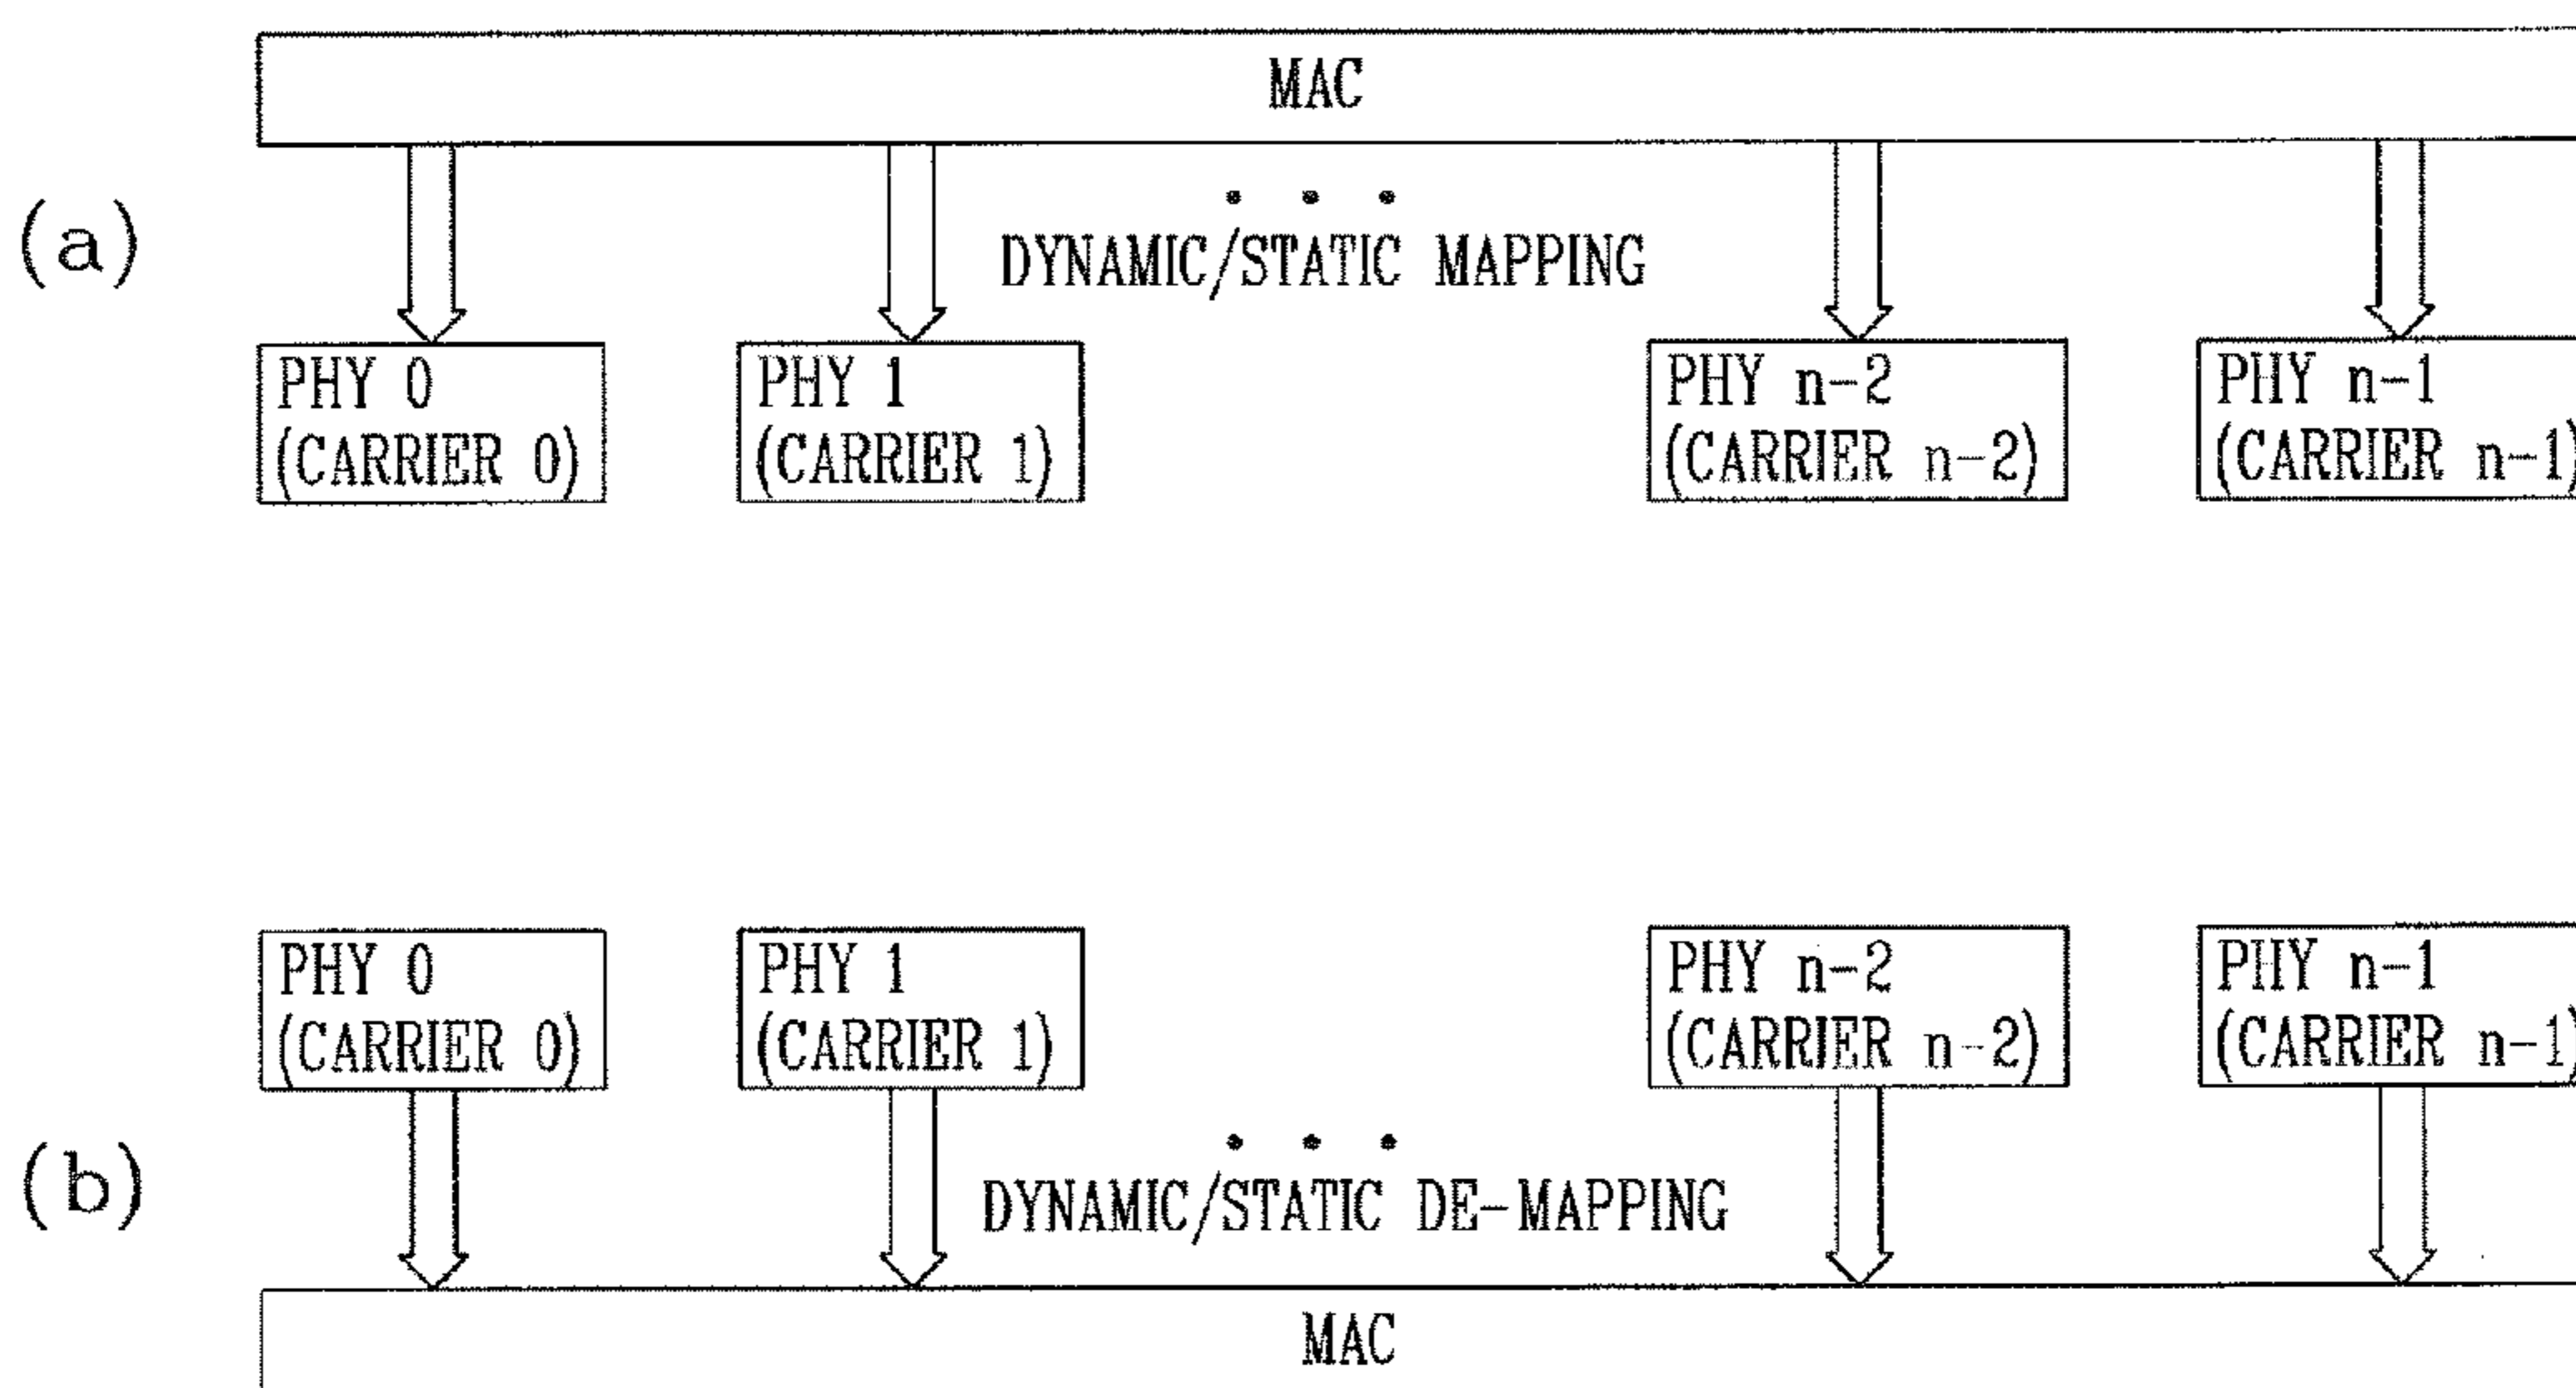 MAC
(a)
. . .
DYNAMIC/STATIC MAPPING
PHY 0
(CARRIER 0)
PHY 1
(CARRIER 1)
PHY n-2
(CARRIER n-2)
PHY n-1
(CARRIER n-1)
PHY 0
(CARRIER 0)
PHY 1
(CARRIER 1)
PHY n-2
(CARRIER n-2)
PHY n-1
(CARRIER n-1)
(b)
. . .
DYNAMIC/STATIC DE-MAPPING
MAC